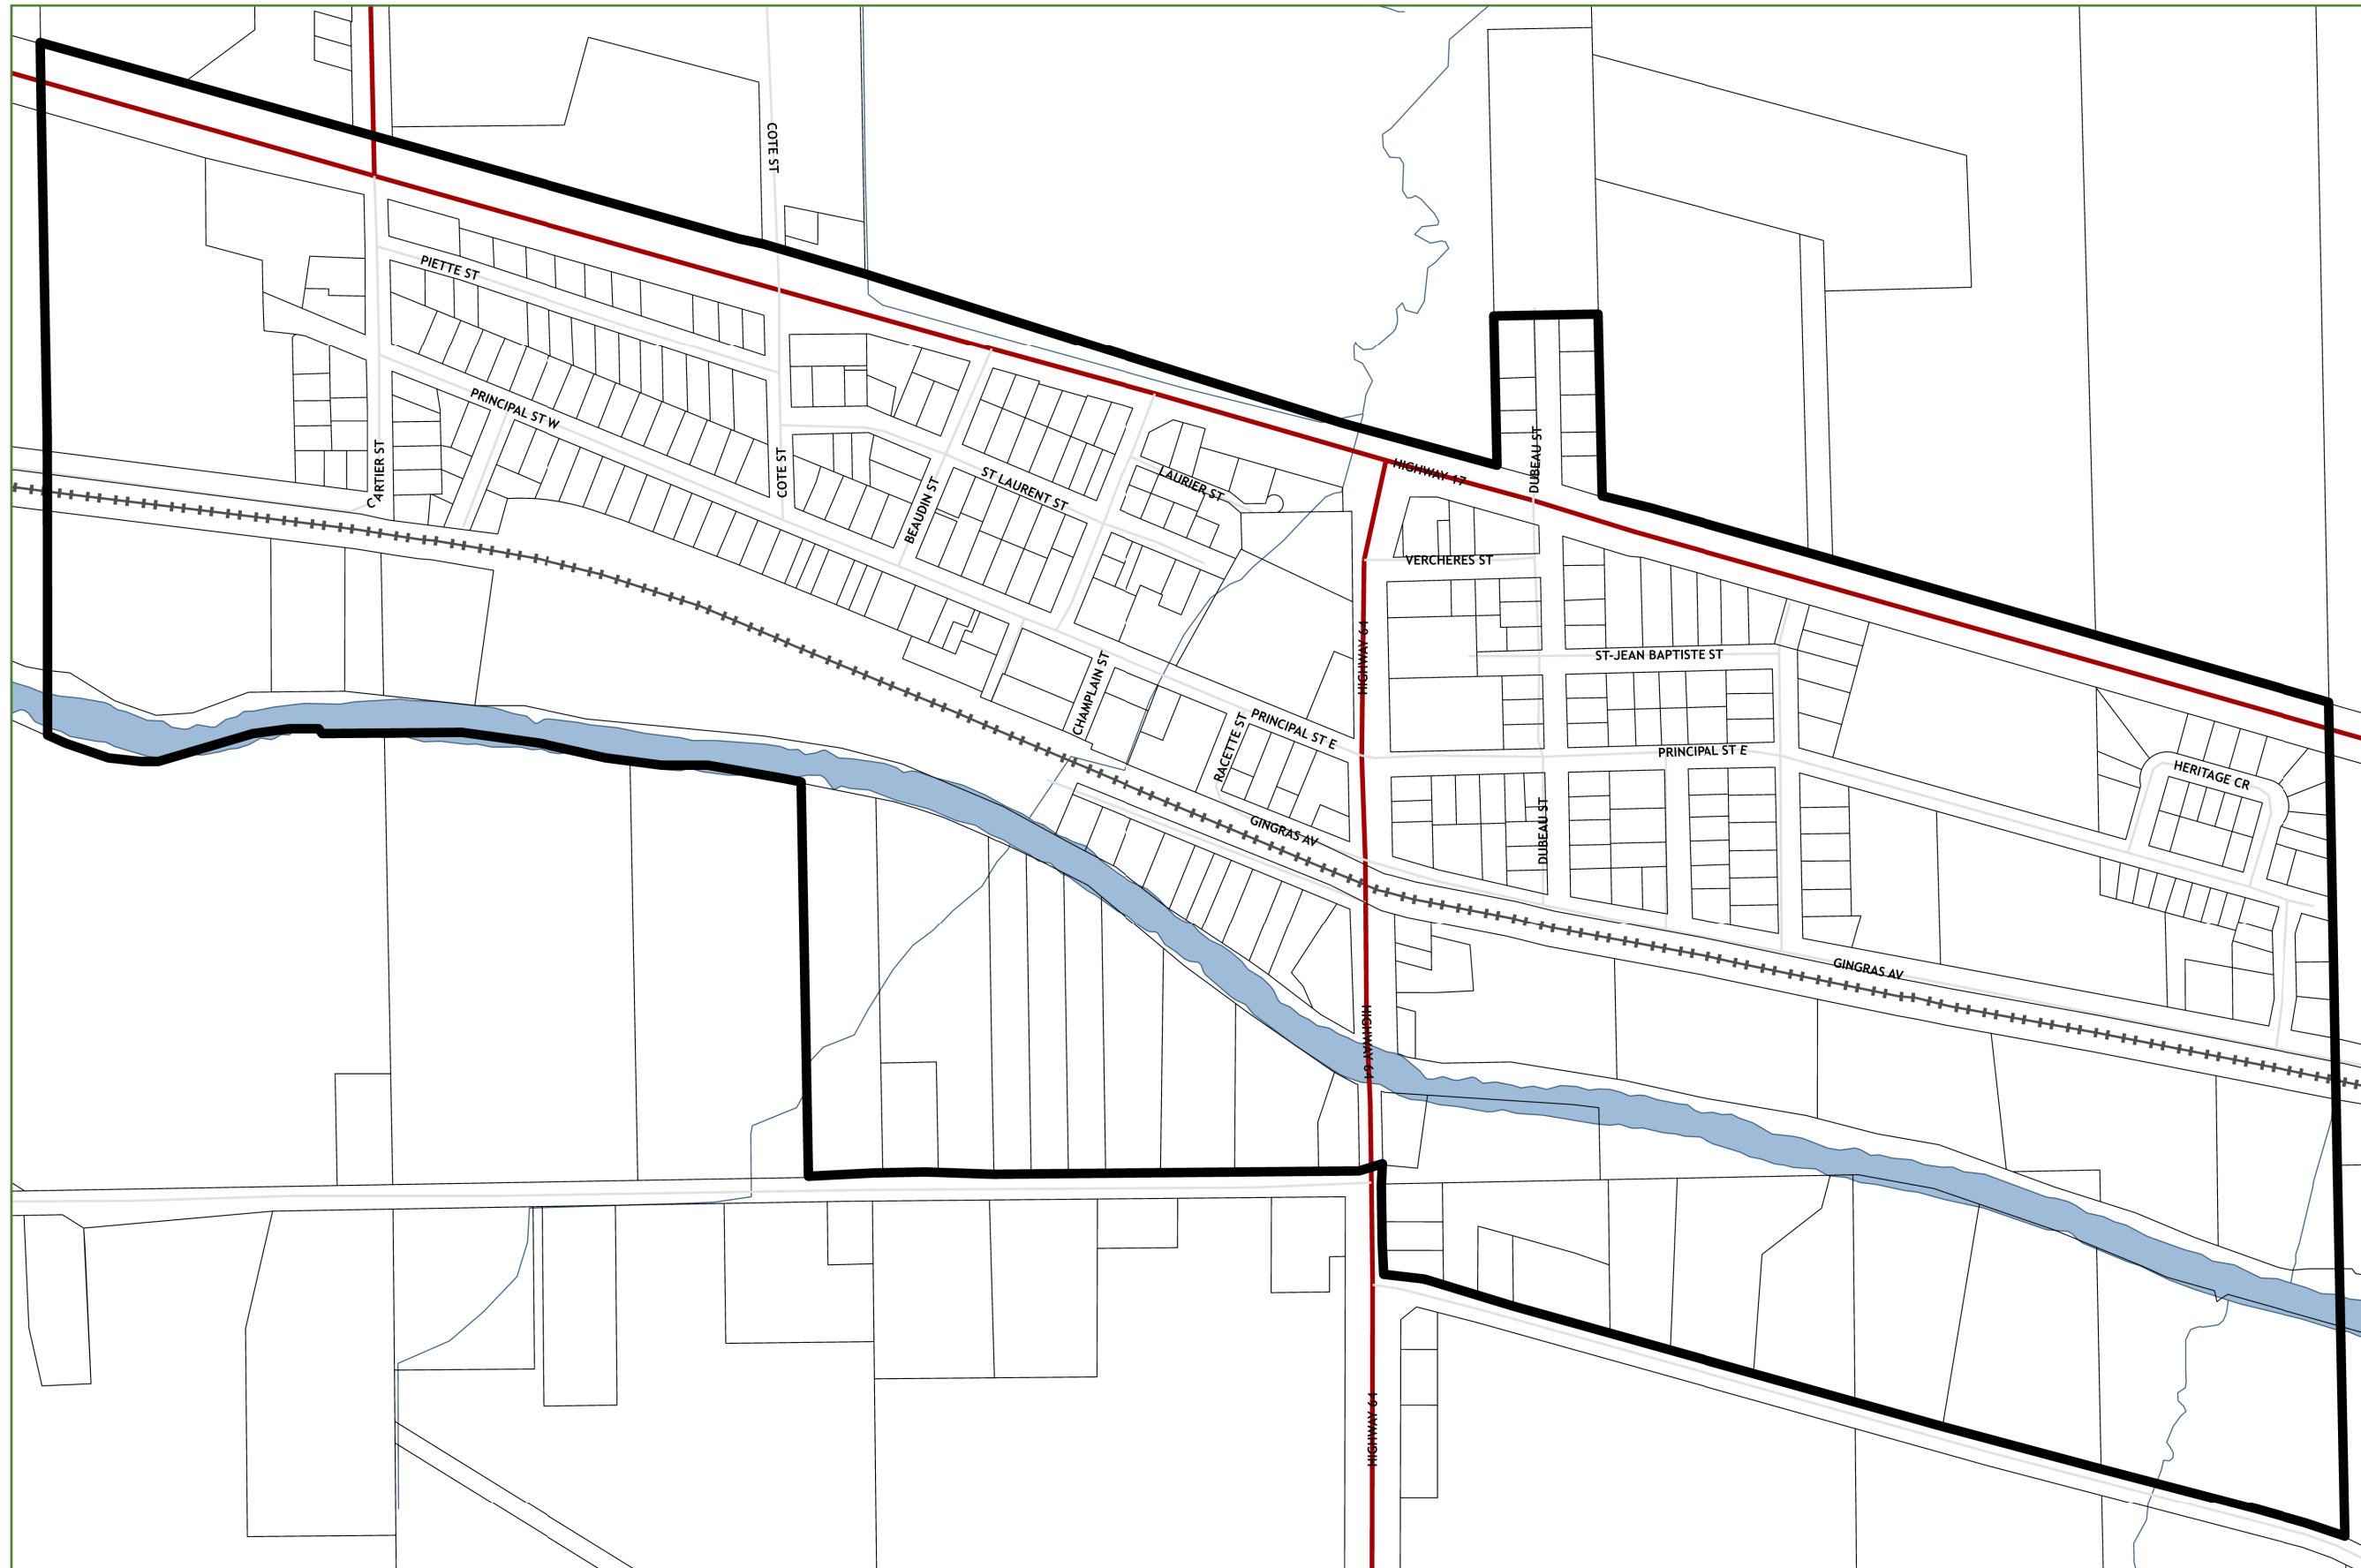 COTE ST
PIETTE ST
PRINCIPAL ST W
CARTIER ST
COTE ST
BEAUDIN ST
ST LAURENT ST
LAURIER ST
HIGHWAY 17
DUBEAU ST
VERCHERES ST
HIGHWAY 64
ST-JEAN BAPTISTE ST
CHAMPLAIN ST
RACETTE ST
PRINCIPAL ST E
PRINCIPAL ST E
HERITAGE CR
GINGRAS AV
DUBEAU ST
GINGRAS AV
HIGHWAY 64
HIGHWAY 64